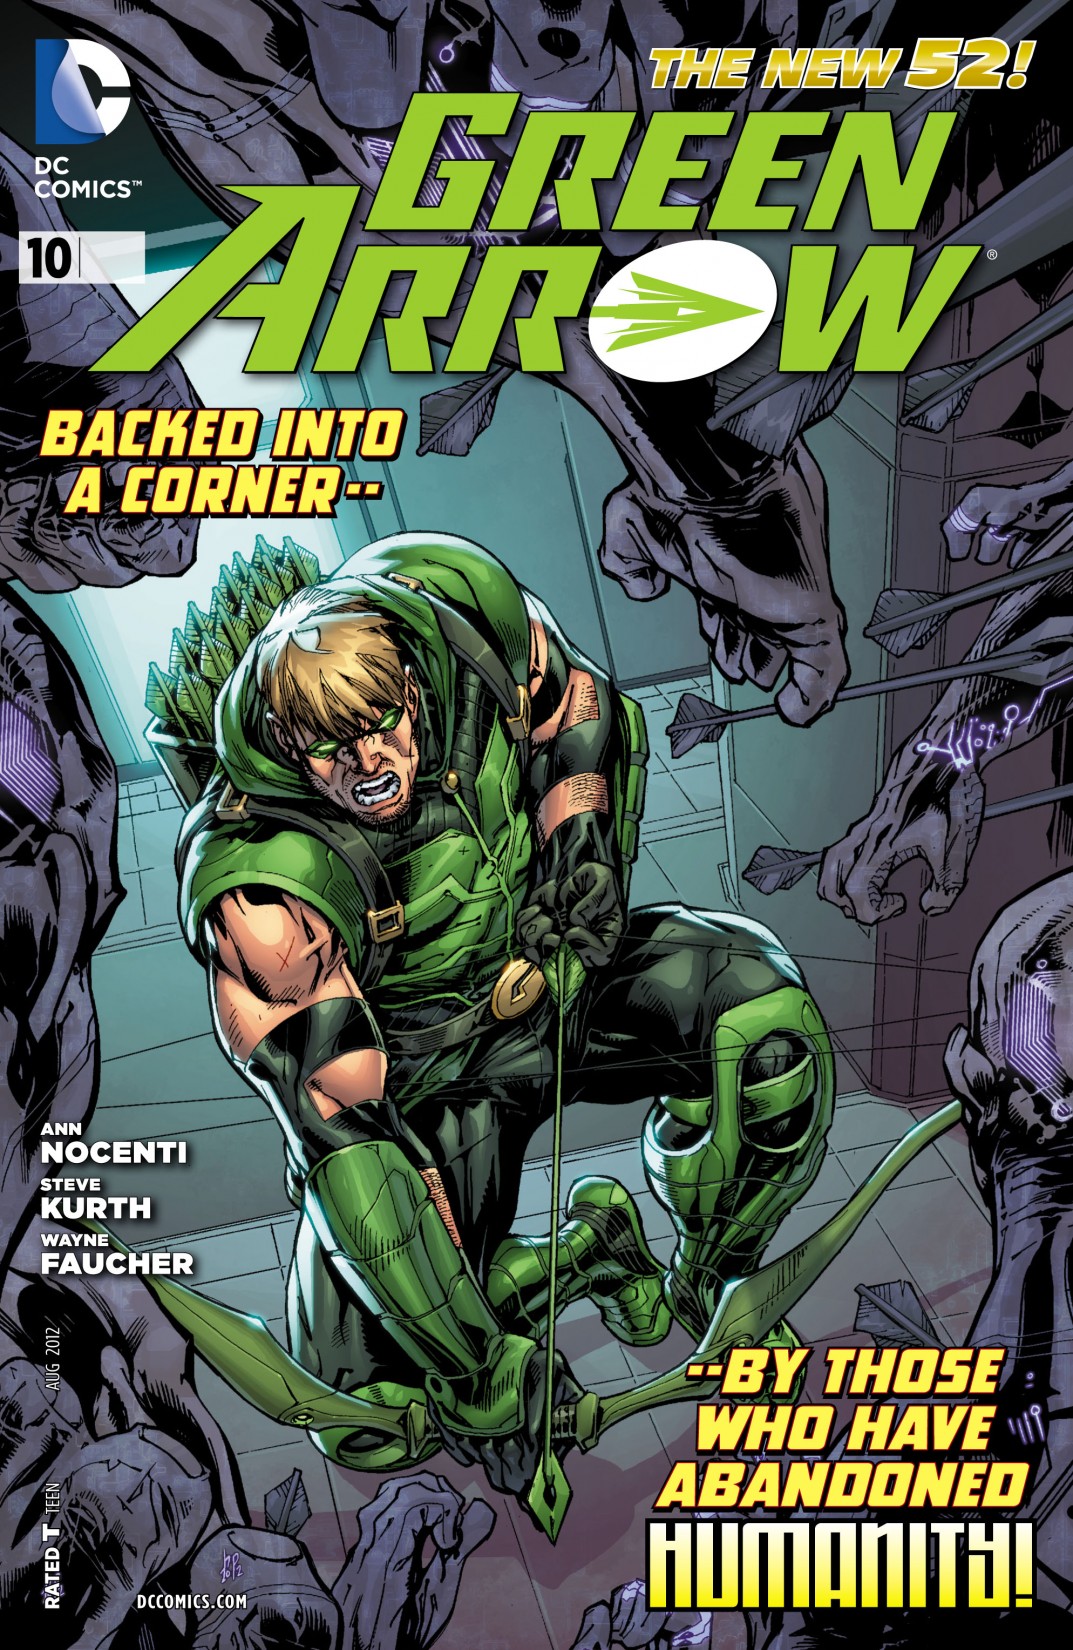 THE NEW 52!
DC
COMICS™
10
GREEN
ARROW®
BACKED INTO
A CORNER--
ANN
NOCENTI
STEVE
KURTH
WAYNE
FAUCHER
AUG 2012
RATED T TEEN
DCCOMICS.COM
--BY THOSE
WHO HAVE
ABANDONED
HUMANITY!